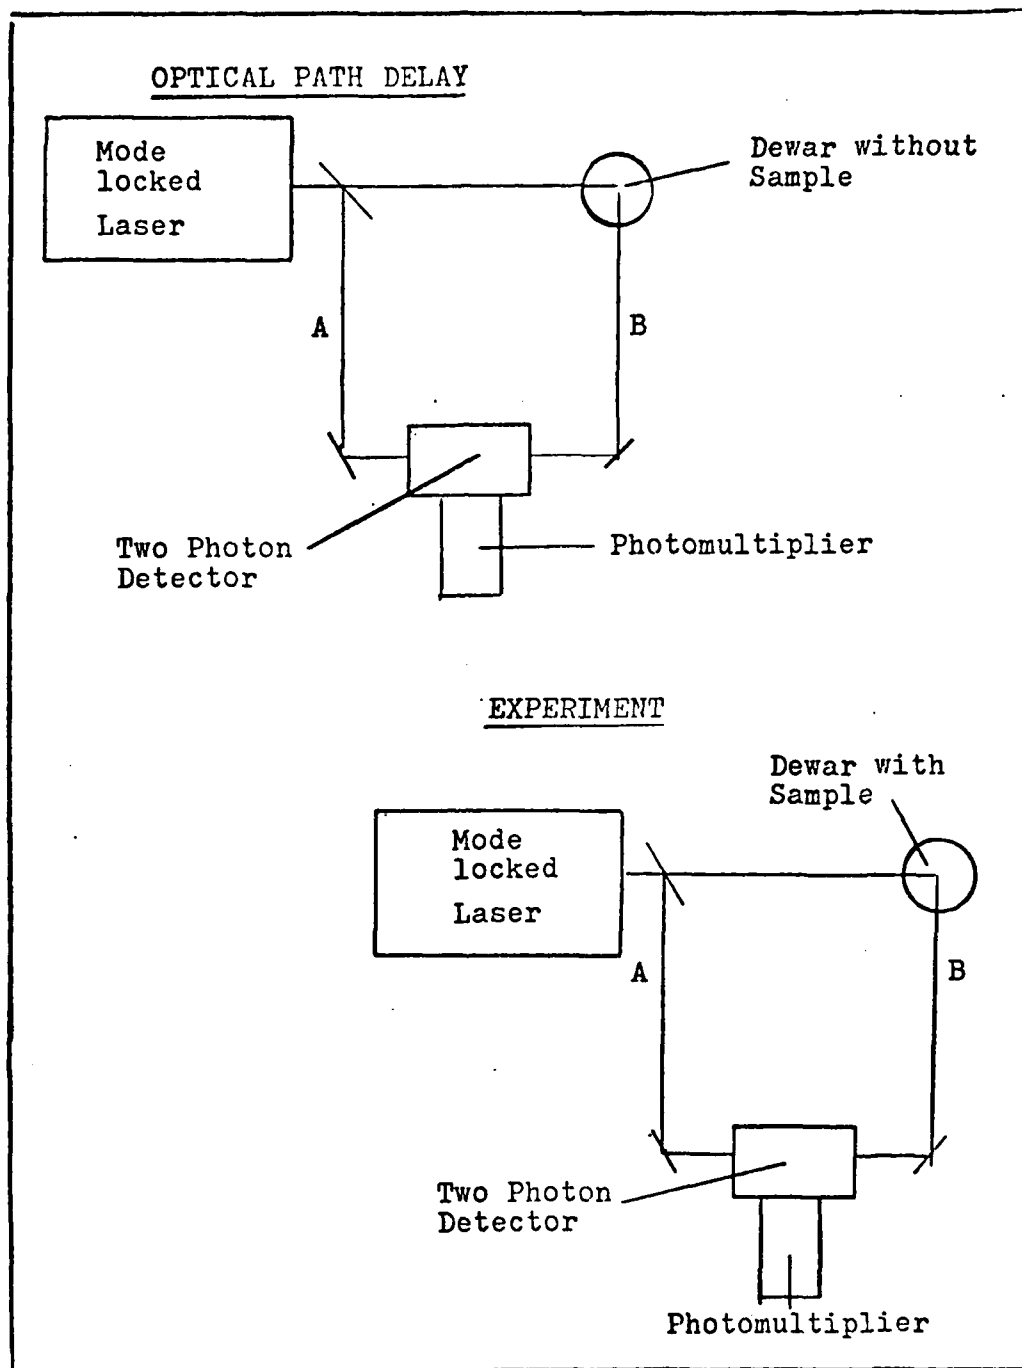 OPTICAL PATH DELAY
Mode
locked
Laser
Dewar without
Sample
A
B
Two Photon
Detector
Photomultiplier
EXPERIMENT
Dewar with
Sample
Mode
locked
Laser
A
B
Two Photon
Detector
Photomultiplier